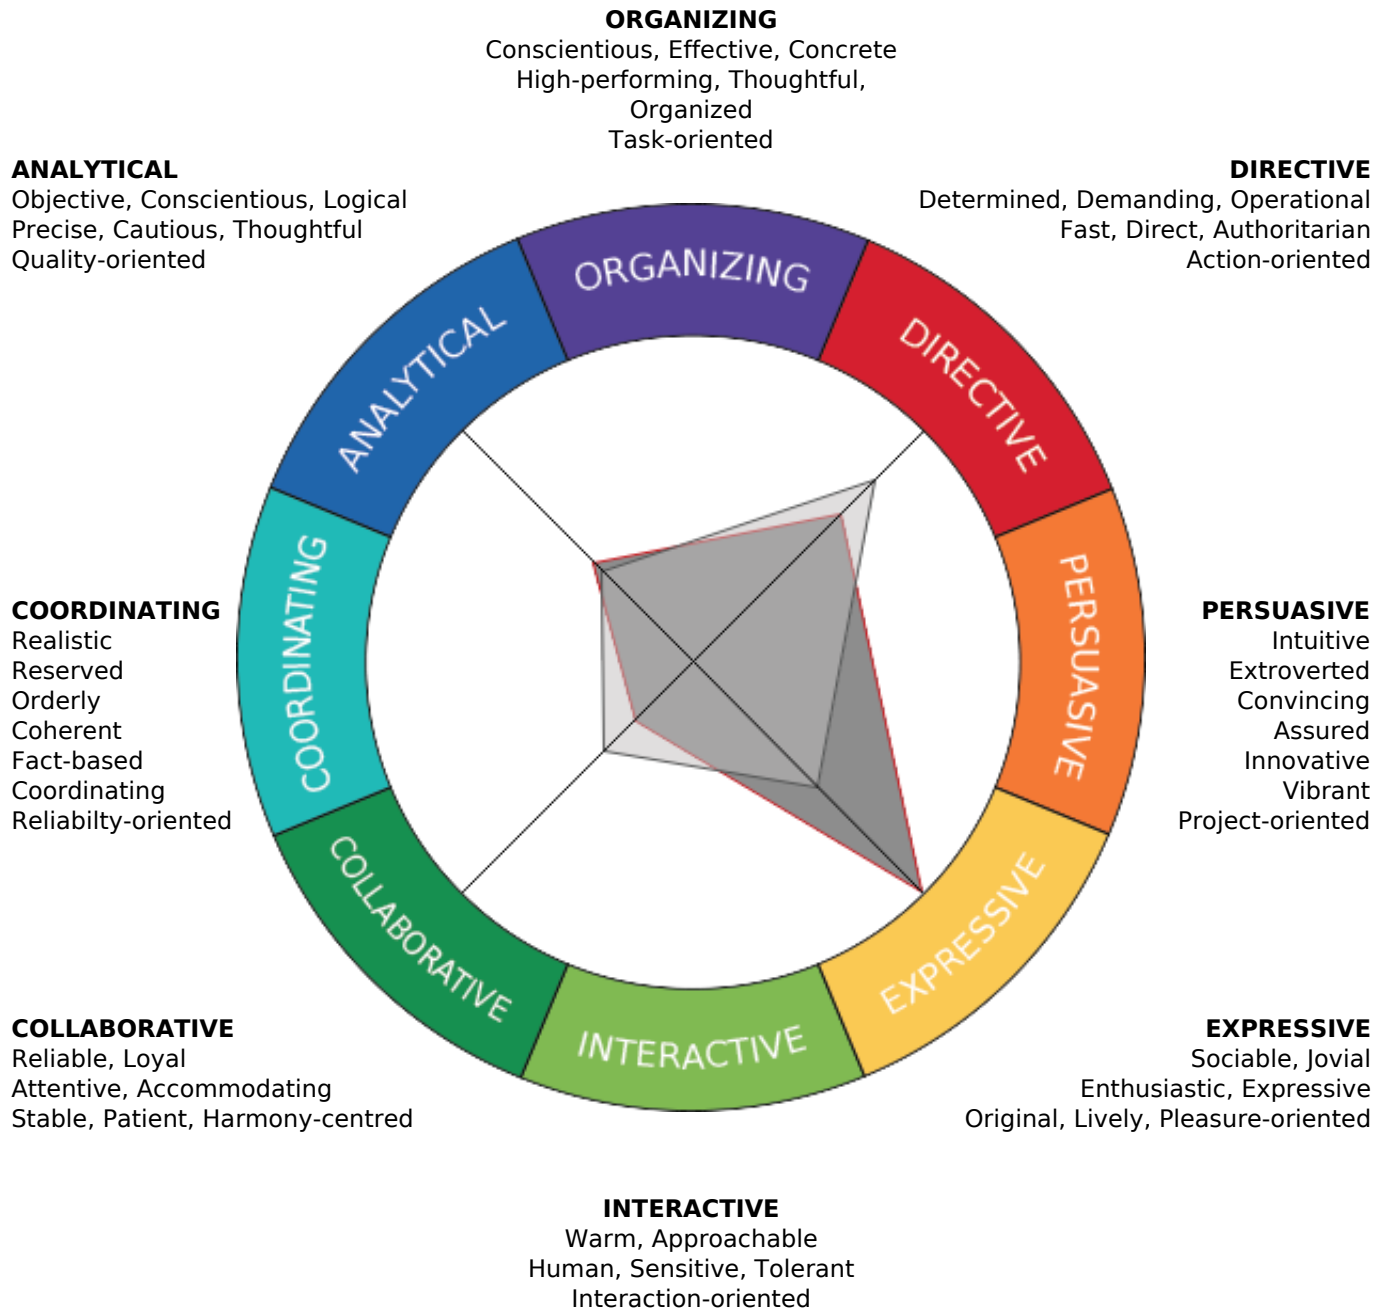 ORGANIZING
Conscientious, Effective, Concrete
High-performing, Thoughtful,
Organized
Task-oriented
ANALYTICAL
Objective, Conscientious, Logical
Precise, Cautious, Thoughtful
Quality-oriented
DIRECTIVE
Determined, Demanding, Operational
Fast, Direct, Authoritarian
Action-oriented
ORGANIZING
ANALYTICAL
DIRECTIVE
COORDINATING
PERSUASIVE
COLLABORATIVE
EXPRESSIVE
INTERACTIVE
COORDINATING
Realistic
Reserved
Orderly
Coherent
Fact-based
Coordinating
Reliabilty-oriented
PERSUASIVE
Intuitive
Extroverted
Convincing
Assured
Innovative
Vibrant
Project-oriented
COLLABORATIVE
Reliable, Loyal
Attentive, Accommodating
Stable, Patient, Harmony-centred
EXPRESSIVE
Sociable, Jovial
Enthusiastic, Expressive
Original, Lively, Pleasure-oriented
INTERACTIVE
Warm, Approachable
Human, Sensitive, Tolerant
Interaction-oriented